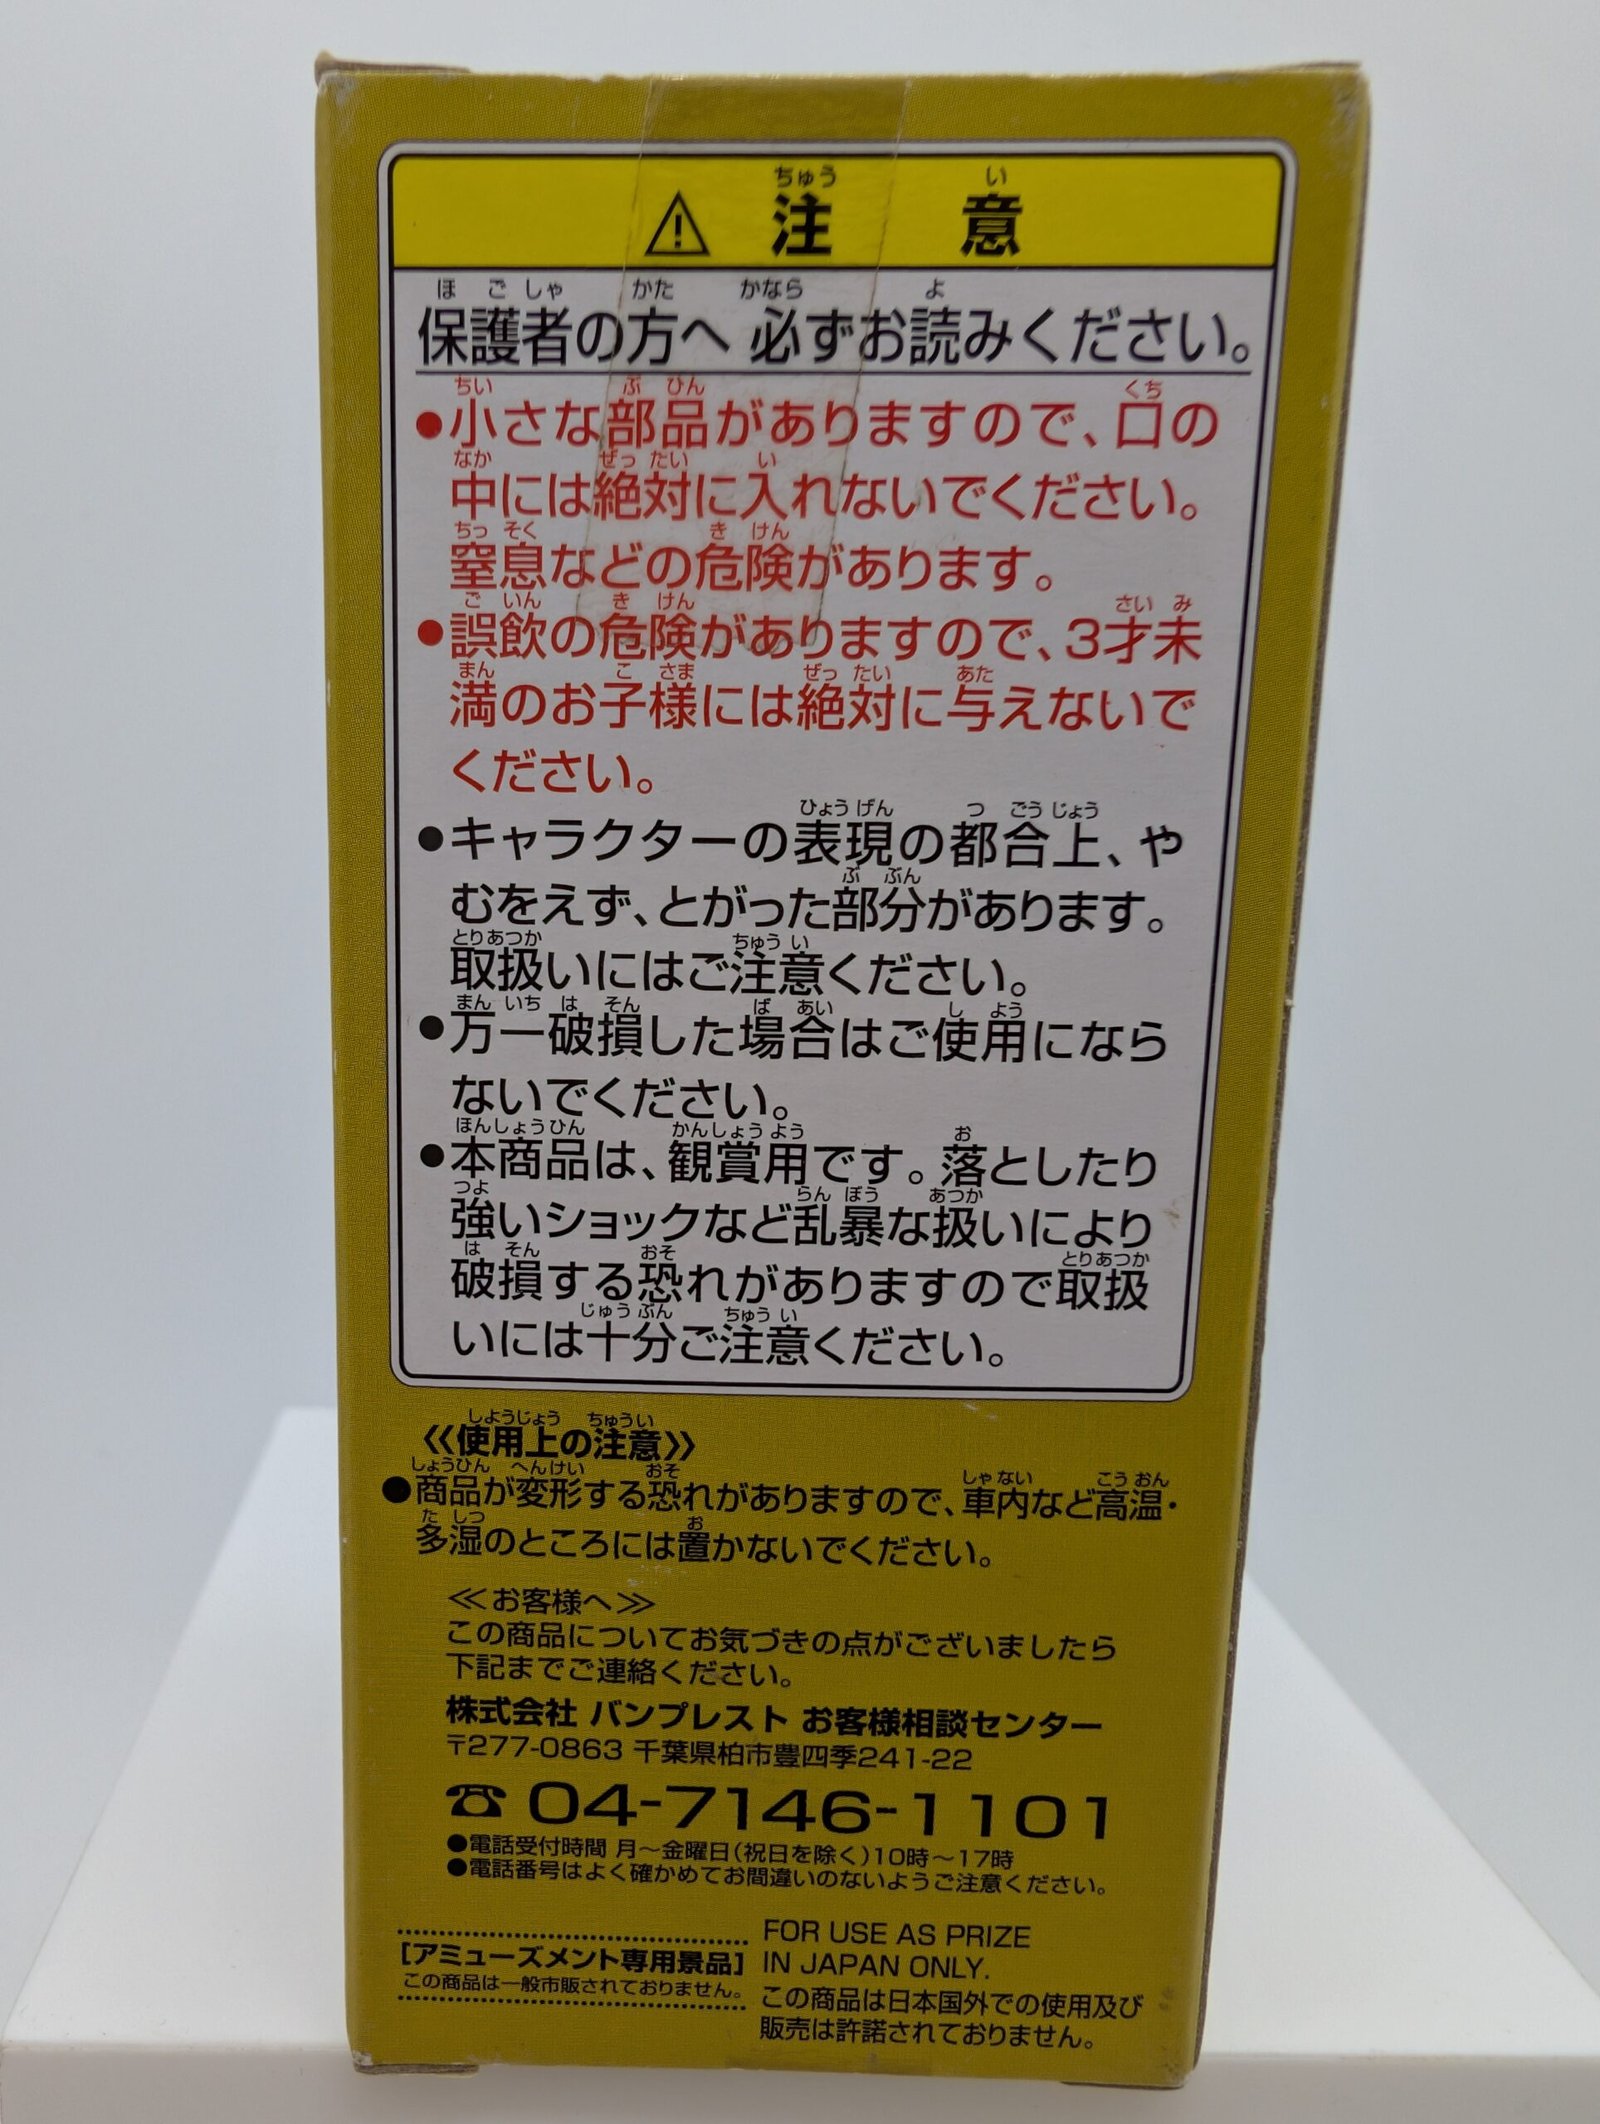 ⚠ 注意
保護者の方へ 必ずお読みください。
●小さな部品がありますので、口の
中には絶対に入れないでください。
窒息などの危険があります。
●誤飲の危険がありますので、3才未
満のお子様には絶対に与えないで
ください。
●キャラクターの表現の都合上、や
むをえず、とがった部分があります。
取扱いにはご注意ください。
●万一破損した場合はご使用になら
ないでください。
●本商品は、観賞用です。落としたり
強いショックなど乱暴な扱いにより
破損する恐れがありますので取扱
いには十分ご注意ください。
《使用上の注意》
●商品が変形する恐れがありますので、車内など高温・
多湿のところには置かないでください。
≪お客様へ≫
この商品についてお気づきの点がございましたら
下記までご連絡ください。
株式会社 バンプレスト お客様相談センター
〒277-0863 千葉県柏市豊四季241-22
☎ 04-7146-1101
●電話受付時間 月～金曜日(祝日を除く)10時～17時
●電話番号はよく確かめてお間違いのないようご注意ください。
[アミューズメント専用景品]
この商品は一般市販されておりません。
FOR USE AS PRIZE
IN JAPAN ONLY.
この商品は日本国外での使用及び
販売は許諾されておりません。